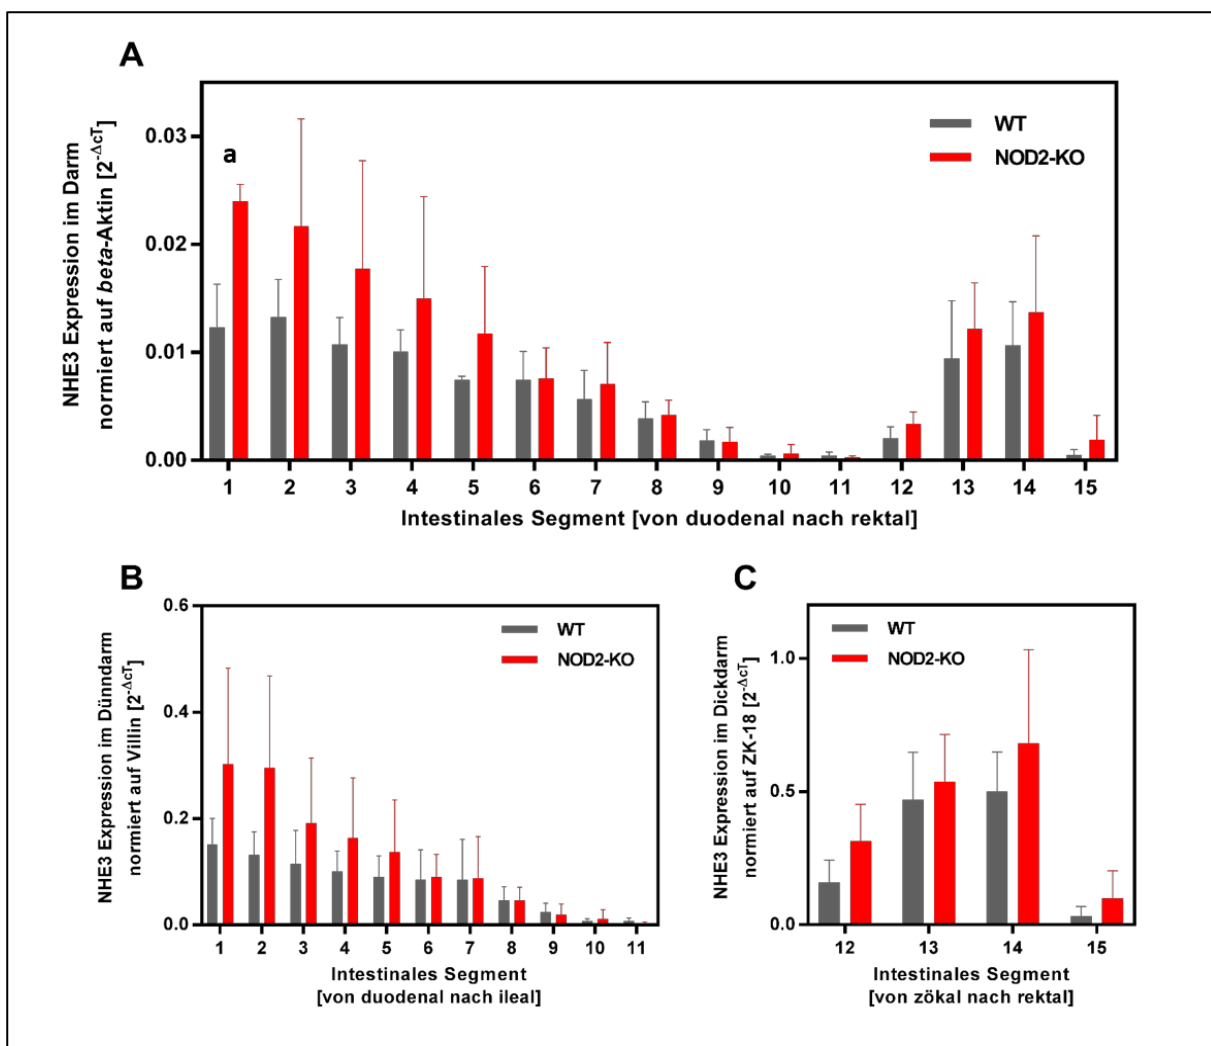 A
NHE3 Expression im Darm
normiert auf beta-Aktin [2^-ΔcT]
0.03
0.02
0.01
0.00
a
WT
NOD2-KO
1 2 3 4 5 6 7 8 9 10 11 12 13 14 15
Intestinales Segment [von duodenal nach rektal]
B
NHE3 Expression im Dünndarm
normiert auf Villin [2^-ΔcT]
0.6
0.4
0.2
0.0
WT
NOD2-KO
1 2 3 4 5 6 7 8 9 10 11
Intestinales Segment
[von duodenal nach ileal]
C
NHE3 Expression im Dickdarm
normiert auf ZK-18 [2^-ΔcT]
1.0
0.5
0.0
WT
NOD2-KO
12 13 14 15
Intestinales Segment
[von zökal nach rektal]